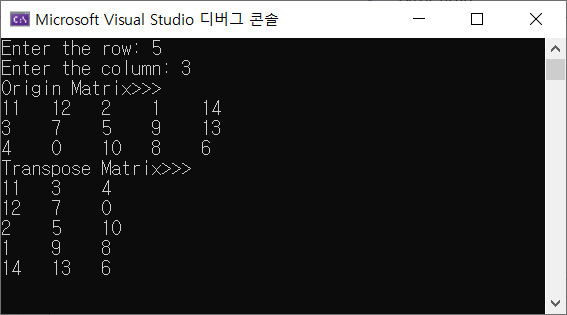 Microsoft Visual Studio 디버그 콘솔
Enter the row: 5
Enter the column: 3
Origin Matrix>>>
11 12 2 1 14
3 7 5 9 13
4 0 10 8 6
Transpose Matrix>>>
11 3 4
12 7 0
2 5 10
1 9 8
14 13 6